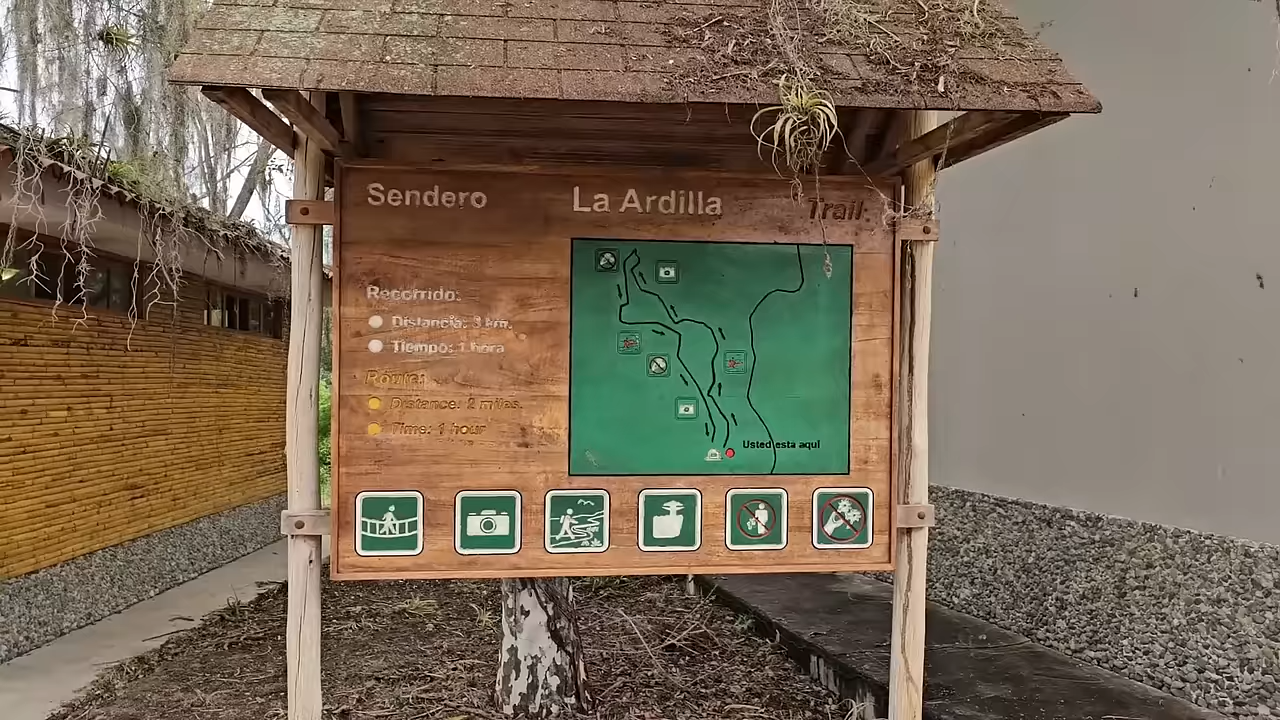 Sendero La Ardilla Trail
Recorrido:
Distancia: 3 km.
Tiempo: 1 hora
Route:
Distance: 2 miles.
Time: 1 hour
Usted esta aquí